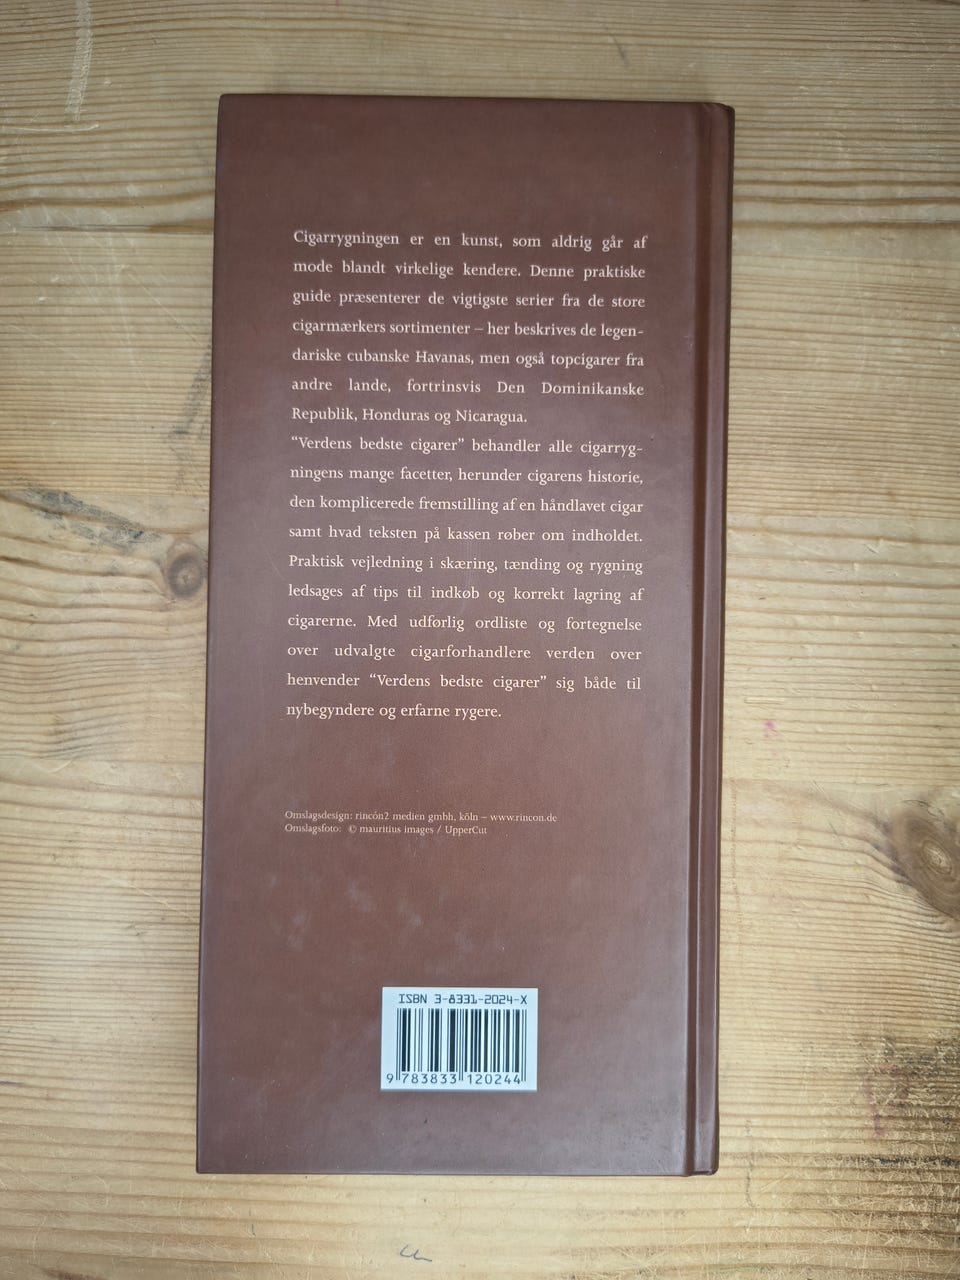 Cigarrygningen er en kunst, som aldrig går af
mode blandt virkelige kendere. Denne praktiske
guide præsenterer de vigtigste serier fra de store
cigarmærkers sortimenter – her beskrives de legen-
dariske cubanske Havanas, men også topcigarer fra
andre lande, fortrinsvis Den Dominikanske
Republik, Honduras og Nicaragua.
“Verdens bedste cigarer” behandler alle cigarryg-
ningens mange facetter, herunder cigarens historie,
den komplicerede fremstilling af en håndlavet cigar
samt hvad teksten på kassen røber om indholdet.
Praktisk vejledning i skæring, tænding og rygning
ledsages af tips til indkøb og korrekt lagring af
cigarerne. Med udførlig ordliste og fortegnelse
over udvalgte cigarforhandlere verden over
henvender “Verdens bedste cigarer” sig både til
nybegyndere og erfarne rygere.
Omslagsdesign: rincón2 medien gmbh, köln – www.rincon.de
Omslagsfoto: © mauritius images / UpperCut
ISBN 3-8331-2024-X
9 783833 120244